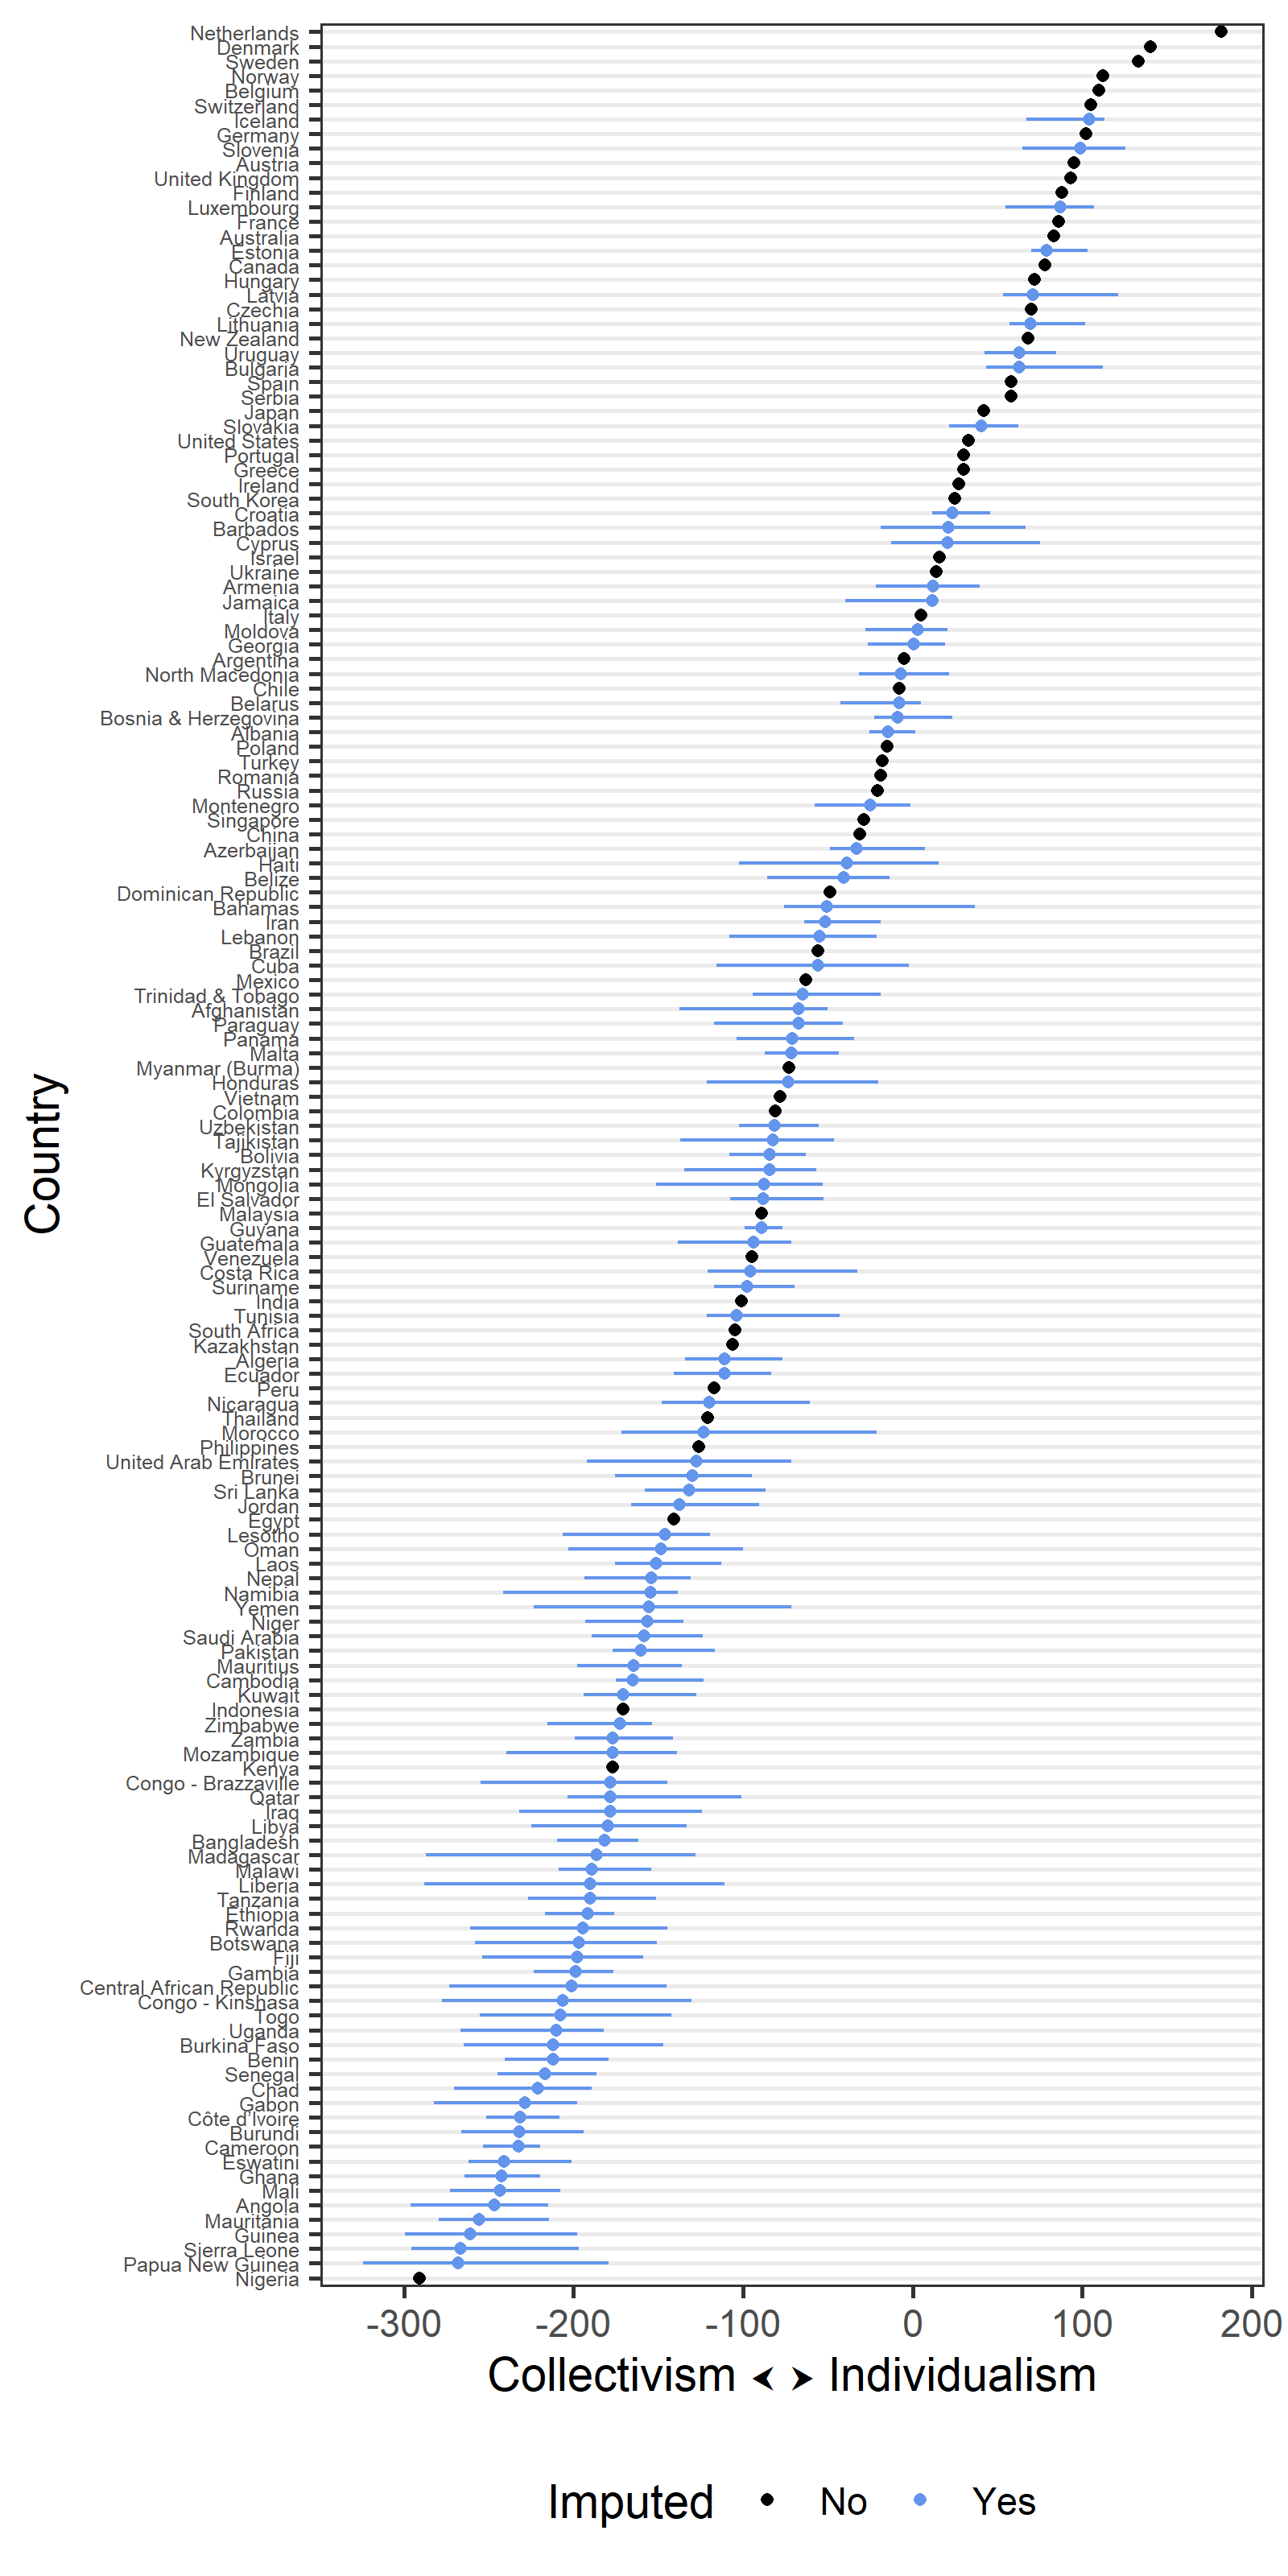 Netherlands
Denmark
Sweden
Norway
Belgium
Switzerland
Iceland
Germany
Slovenia
Austria
United Kingdom
Finland
Luxembourg
France
Australia
Estonia
Canada
Hungary
Latvia
Czechia
Lithuania
New Zealand
Uruguay
Bulgaria
Spain
Serbia
Japan
Slovakia
United States
Portugal
Greece
Ireland
South Korea
Croatia
Barbados
Cyprus
Israel
Ukraine
Armenia
Jamaica
Italy
Moldova
Georgia
Argentina
North Macedonia
Chile
Belarus
Bosnia & Herzegovina
Albania
Poland
Turkey
Romania
Russia
Montenegro
Singapore
China
Azerbaijan
Haiti
Belize
Dominican Republic
Bahamas
Iran
Lebanon
Brazil
Cuba
Mexico
Trinidad & Tobago
Afghanistan
Paraguay
Panama
Malta
Myanmar (Burma)
Honduras
Vietnam
Colombia
Uzbekistan
Tajikistan
Bolivia
Kyrgyzstan
Mongolia
El Salvador
Malaysia
Guyana
Guatemala
Venezuela
Costa Rica
Suriname
India
Tunisia
South Africa
Kazakhstan
Algeria
Ecuador
Peru
Nicaragua
Thailand
Morocco
Philippines
United Arab Emirates
Brunei
Sri Lanka
Jordan
Egypt
Lesotho
Oman
Laos
Nepal
Namibia
Yemen
Niger
Saudi Arabia
Pakistan
Mauritius
Cambodia
Kuwait
Indonesia
Zimbabwe
Zambia
Mozambique
Kenya
Congo - Brazzaville
Qatar
Iraq
Libya
Bangladesh
Madagascar
Malawi
Liberia
Tanzania
Ethiopia
Rwanda
Botswana
Fiji
Gambia
Central African Republic
Congo - Kinshasa
Togo
Uganda
Burkina Faso
Benin
Senegal
Chad
Gabon
Côte d'Ivoire
Burundi
Cameroon
Eswatini
Ghana
Mali
Angola
Mauritania
Guinea
Sierra Leone
Papua New Guinea
Nigeria
Country
-300 -200 -100 0 100 200
Collectivism ⮜ ⮞ Individualism
Imputed No Yes